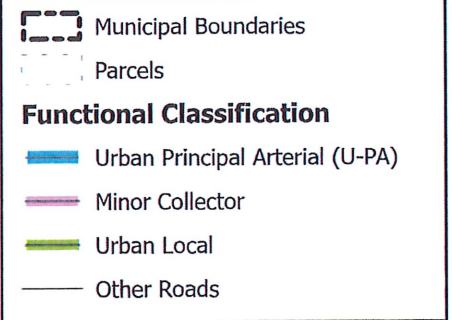 Municipal Boundaries
Parcels
Functional Classification
Urban Principal Arterial (U-PA)
Minor Collector
Urban Local
Other Roads